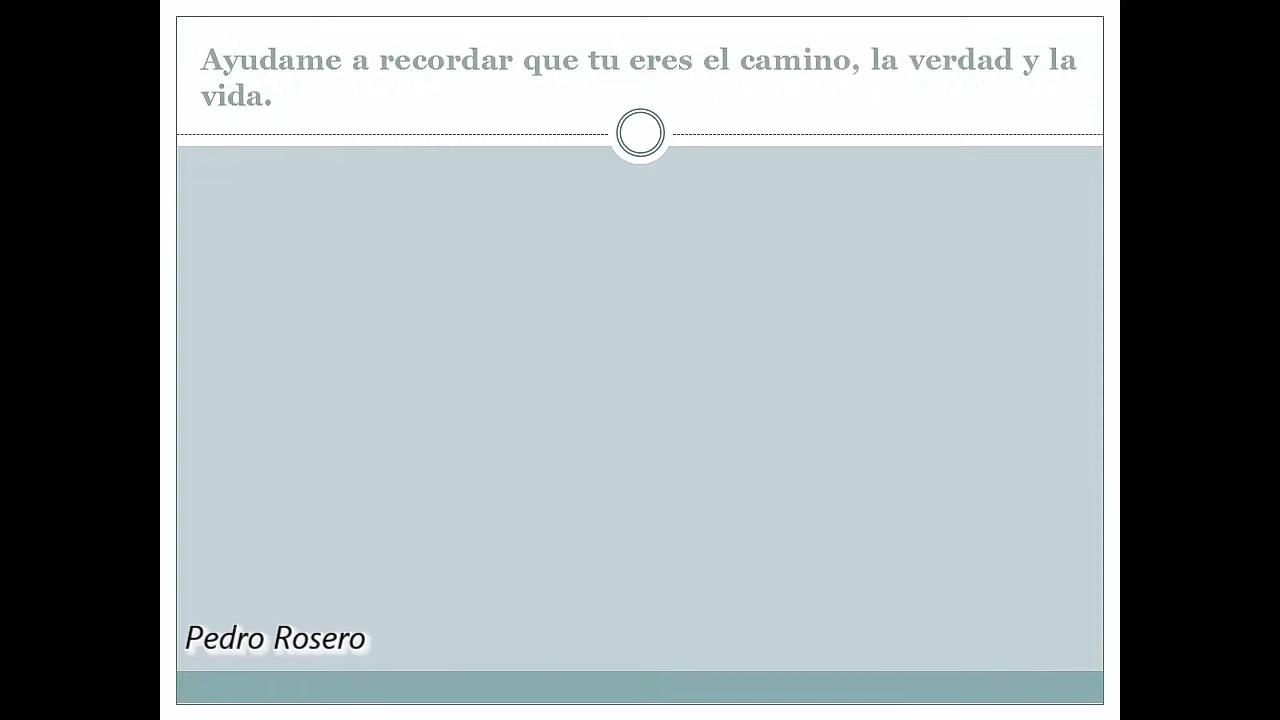 Ayudame a recordar que tu eres el camino, la verdad y la
vida.
Pedro Rosero